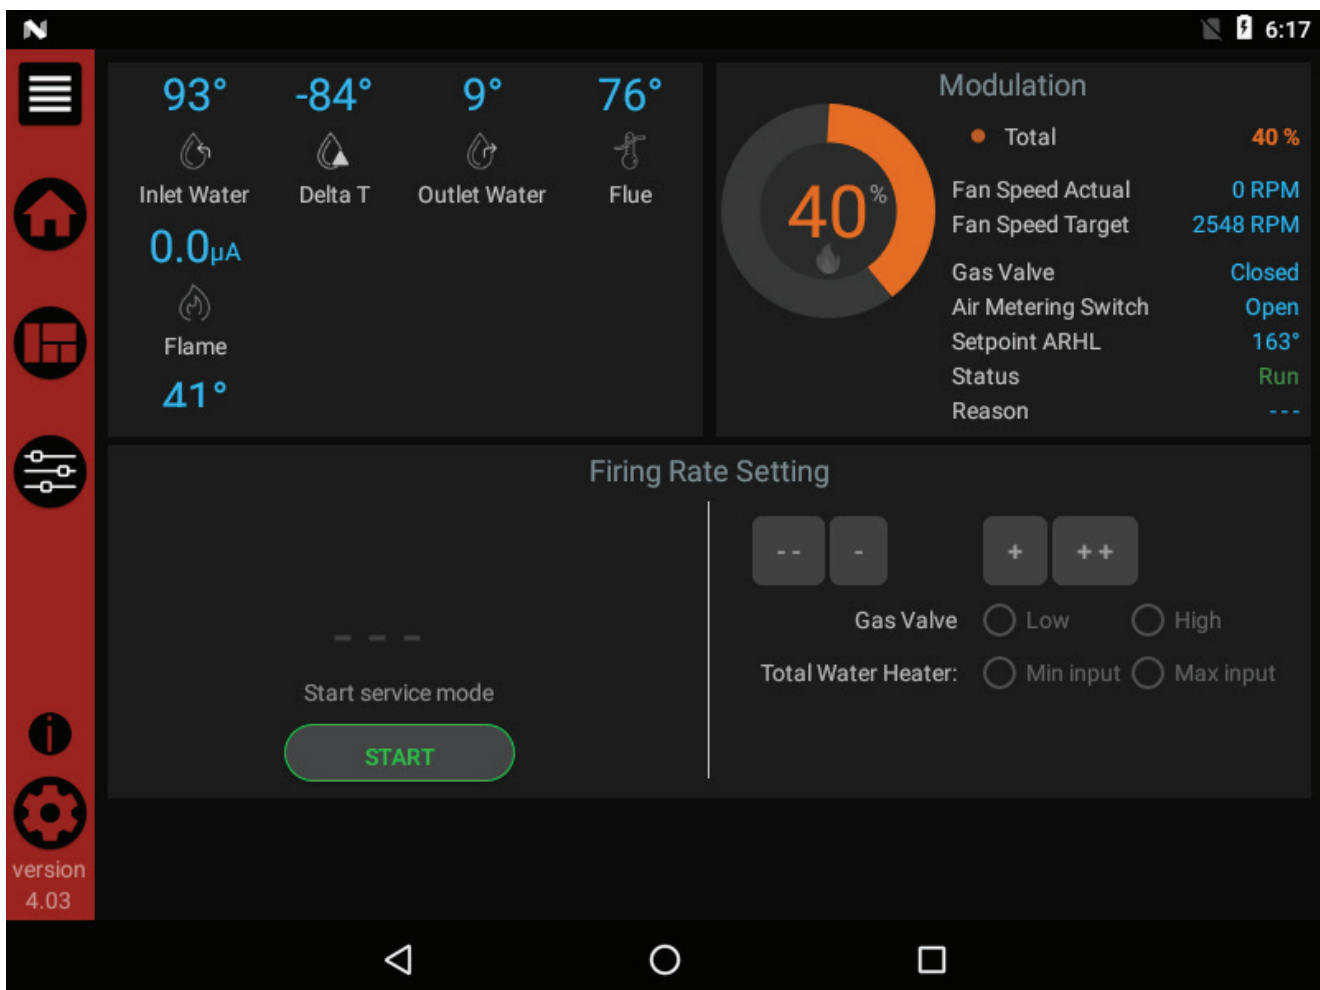 6:17
93° -84° 9° 76°
Inlet Water Delta T Outlet Water Flue
0.0µA
Flame
41°
Modulation
40 %
Total 40 %
Fan Speed Actual 0 RPM
Fan Speed Target 2548 RPM
Gas Valve Closed
Air Metering Switch Open
Setpoint ARHL 163°
Status Run
Reason ---
Firing Rate Setting
---
Start service mode
START
-- - + ++
Gas Valve Low High
Total Water Heater: Min input Max input
version
4.03